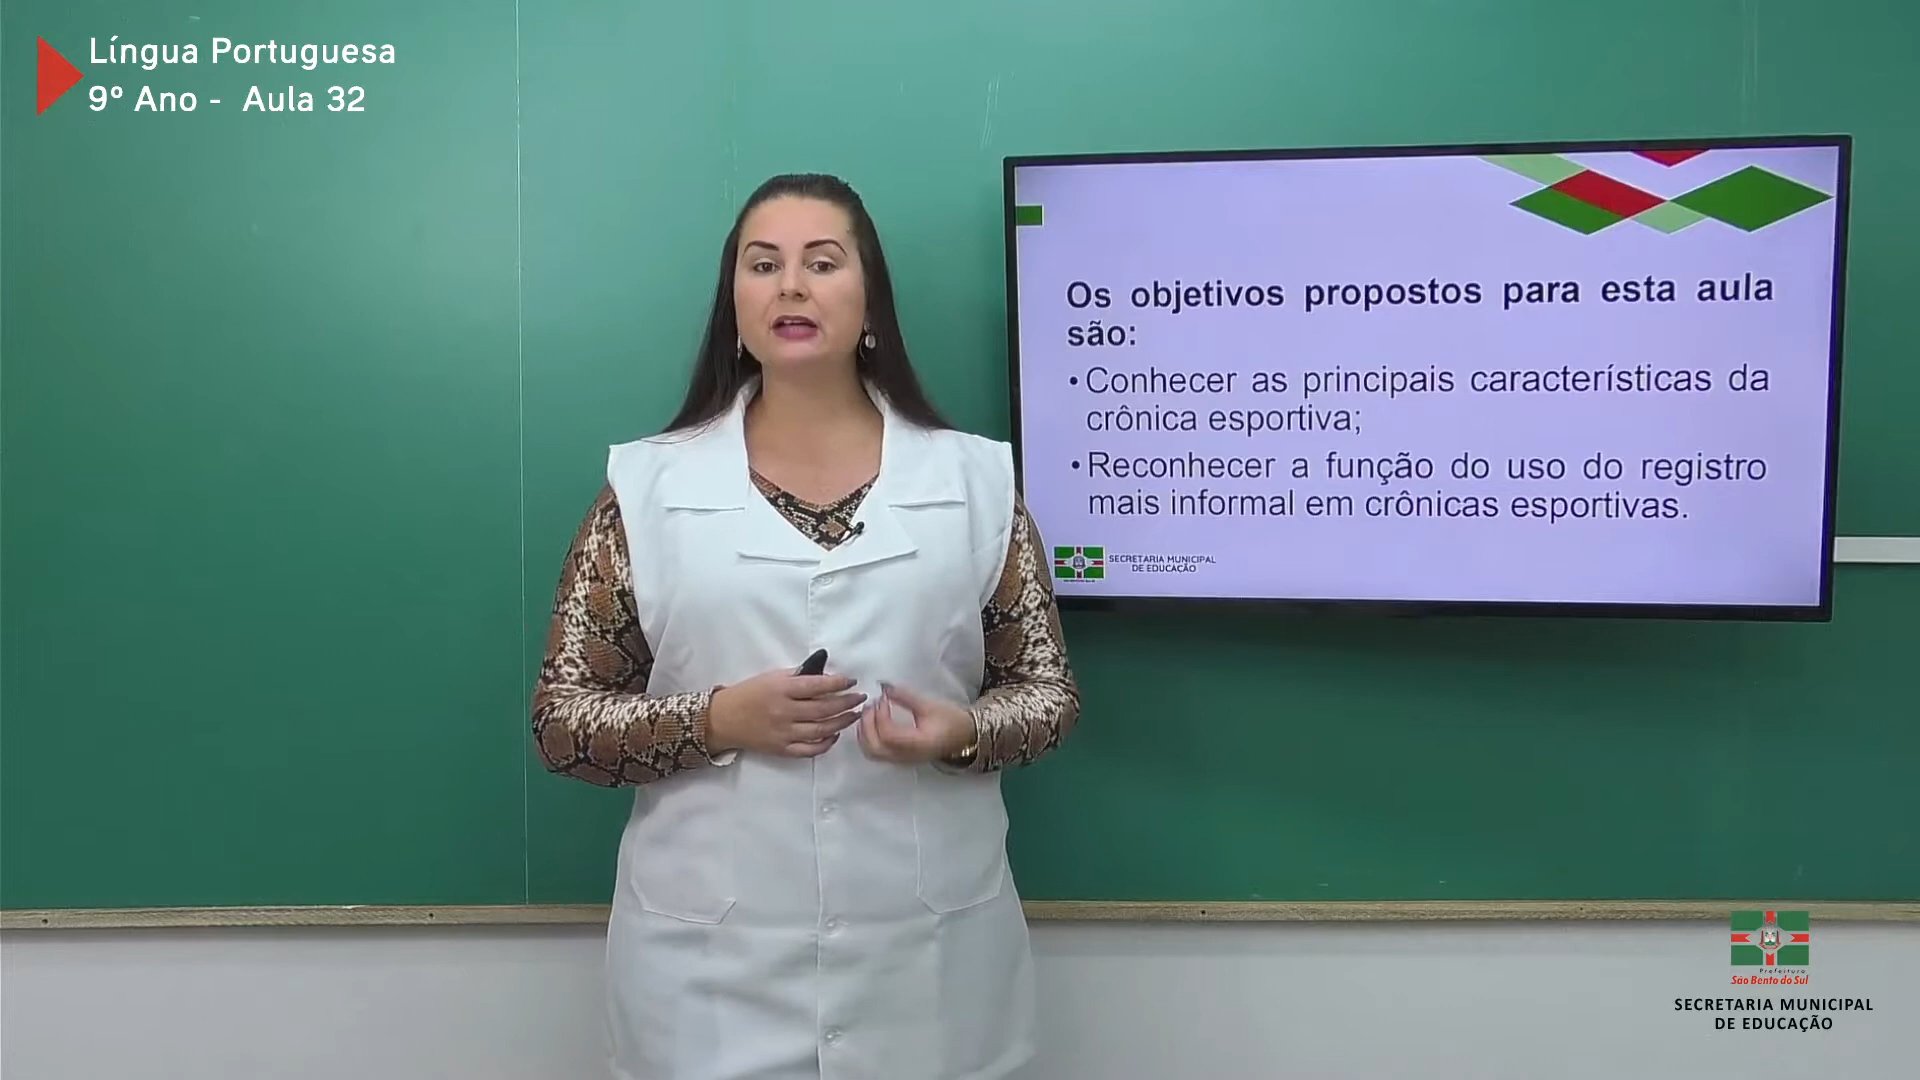 Língua Portuguesa
9º Ano - Aula 32
Os objetivos propostos para esta aula
são:
• Conhecer as principais características da
crônica esportiva;
• Reconhecer a função do uso do registro
mais informal em crônicas esportivas.
SECRETARIA MUNICIPAL
DE EDUCAÇÃO
Prefeitura
São Bento do Sul
SECRETARIA MUNICIPAL
DE EDUCAÇÃO